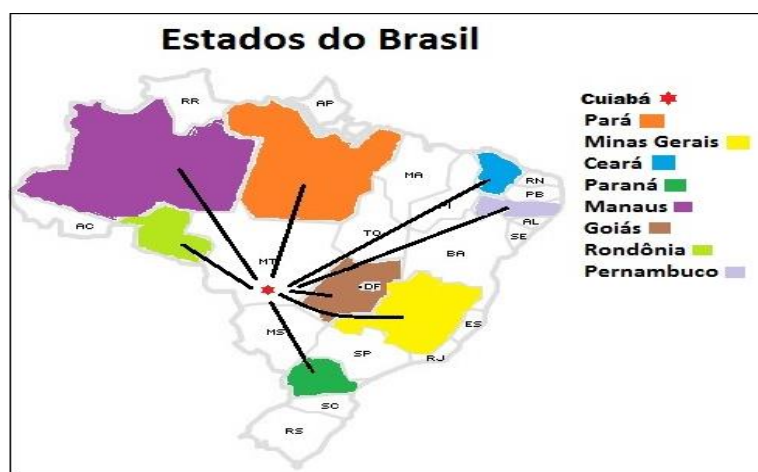 Estados do Brasil
Cuiabá
Pará
Minas Gerais
Ceará
Paraná
Manaus
Goiás
Rondônia
Pernambuco
RR
AP
MA
RN
PB
AL
SE
AC
TO
BA
MT
DF
MS
ES
SP
RJ
SC
RS